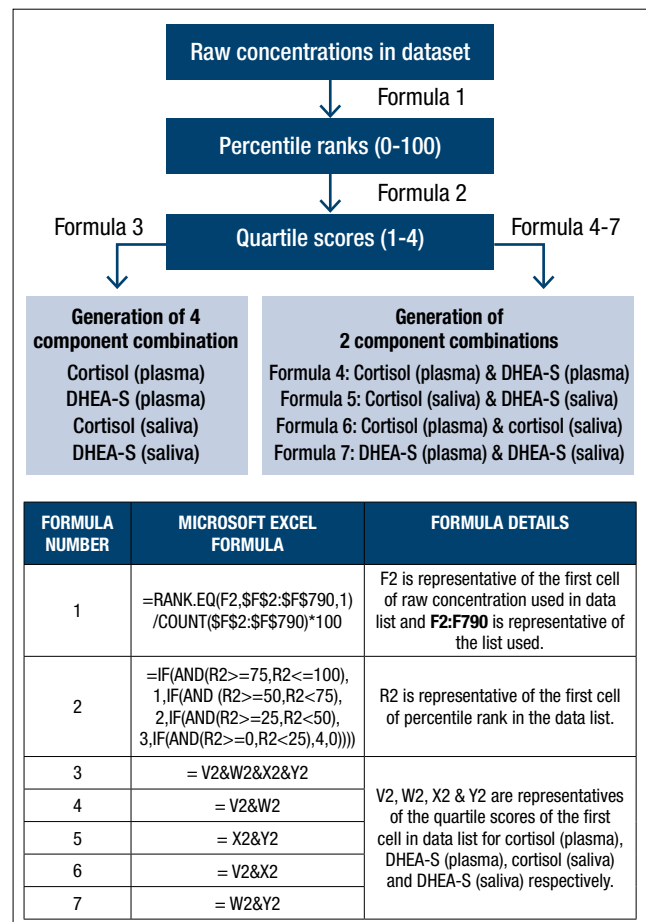 Raw concentrations in dataset
Formula 1
Percentile ranks (0-100)
Formula 2
Formula 3
Quartile scores (1-4)
Formula 4-7
Generation of 4
component combination
Cortisol (plasma)
DHEA-S (plasma)
Cortisol (saliva)
DHEA-S (saliva)
Generation of
2 component combinations
Formula 4: Cortisol (plasma) & DHEA-S (plasma)
Formula 5: Cortisol (saliva) & DHEA-S (saliva)
Formula 6: Cortisol (plasma) & cortisol (saliva)
Formula 7: DHEA-S (plasma) & DHEA-S (saliva)
FORMULA
NUMBER
MICROSOFT EXCEL
FORMULA
FORMULA DETAILS
1
=RANK.EQ(F2,$F$2:$F$790,1)
/COUNT($F$2:$F$790)*100
F2 is representative of the first cell
of raw concentration used in data
list and F2:F790 is representative of
the list used.
2
=IF(AND(R2>=75,R2<=100),
1,IF(AND (R2>=50,R2<75),
2,IF(AND(R2>=25,R2<50),
3,IF(AND(R2>=0,R2<25),4,0))))
R2 is representative of the first cell
of percentile rank in the data list.
3
= V2&W2&X2&Y2
4
= V2&W2
5
= X2&Y2
6
= V2&X2
7
= W2&Y2
V2, W2, X2 & Y2 are representatives
of the quartile scores of the first
cell in data list for cortisol (plasma),
DHEA-S (plasma), cortisol (saliva)
and DHEA-S (saliva) respectively.